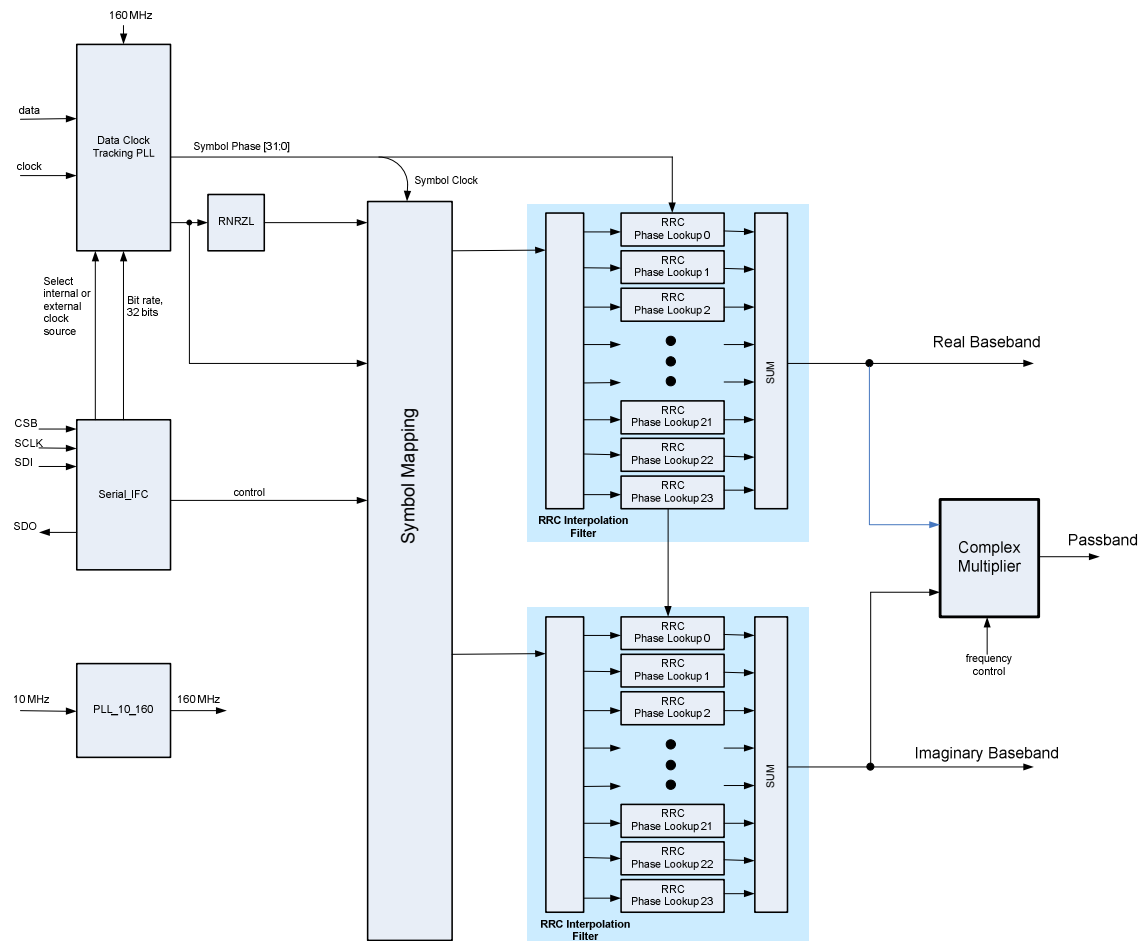 160 MHz
data
clock
Data Clock
Tracking PLL
Symbol Phase [31:0]
Symbol Clock
RNRZL
Select
internal or
external
clock
source
Bit rate,
32 bits
CSB
SCLK
SDI
SDO
Serial_IFC
control
10 MHz
PLL_10_160
160 MHz
Symbol Mapping
RRC
Phase Lookup 0
RRC
Phase Lookup 1
RRC
Phase Lookup 2
RRC
Phase Lookup 21
RRC
Phase Lookup 22
RRC
Phase Lookup 23
SUM
RRC Interpolation
Filter
RRC
Phase Lookup 0
RRC
Phase Lookup 1
RRC
Phase Lookup 2
RRC
Phase Lookup 21
RRC
Phase Lookup 22
RRC
Phase Lookup 23
SUM
RRC Interpolation
Filter
Real Baseband
Complex
Multiplier
Passband
frequency
control
Imaginary Baseband